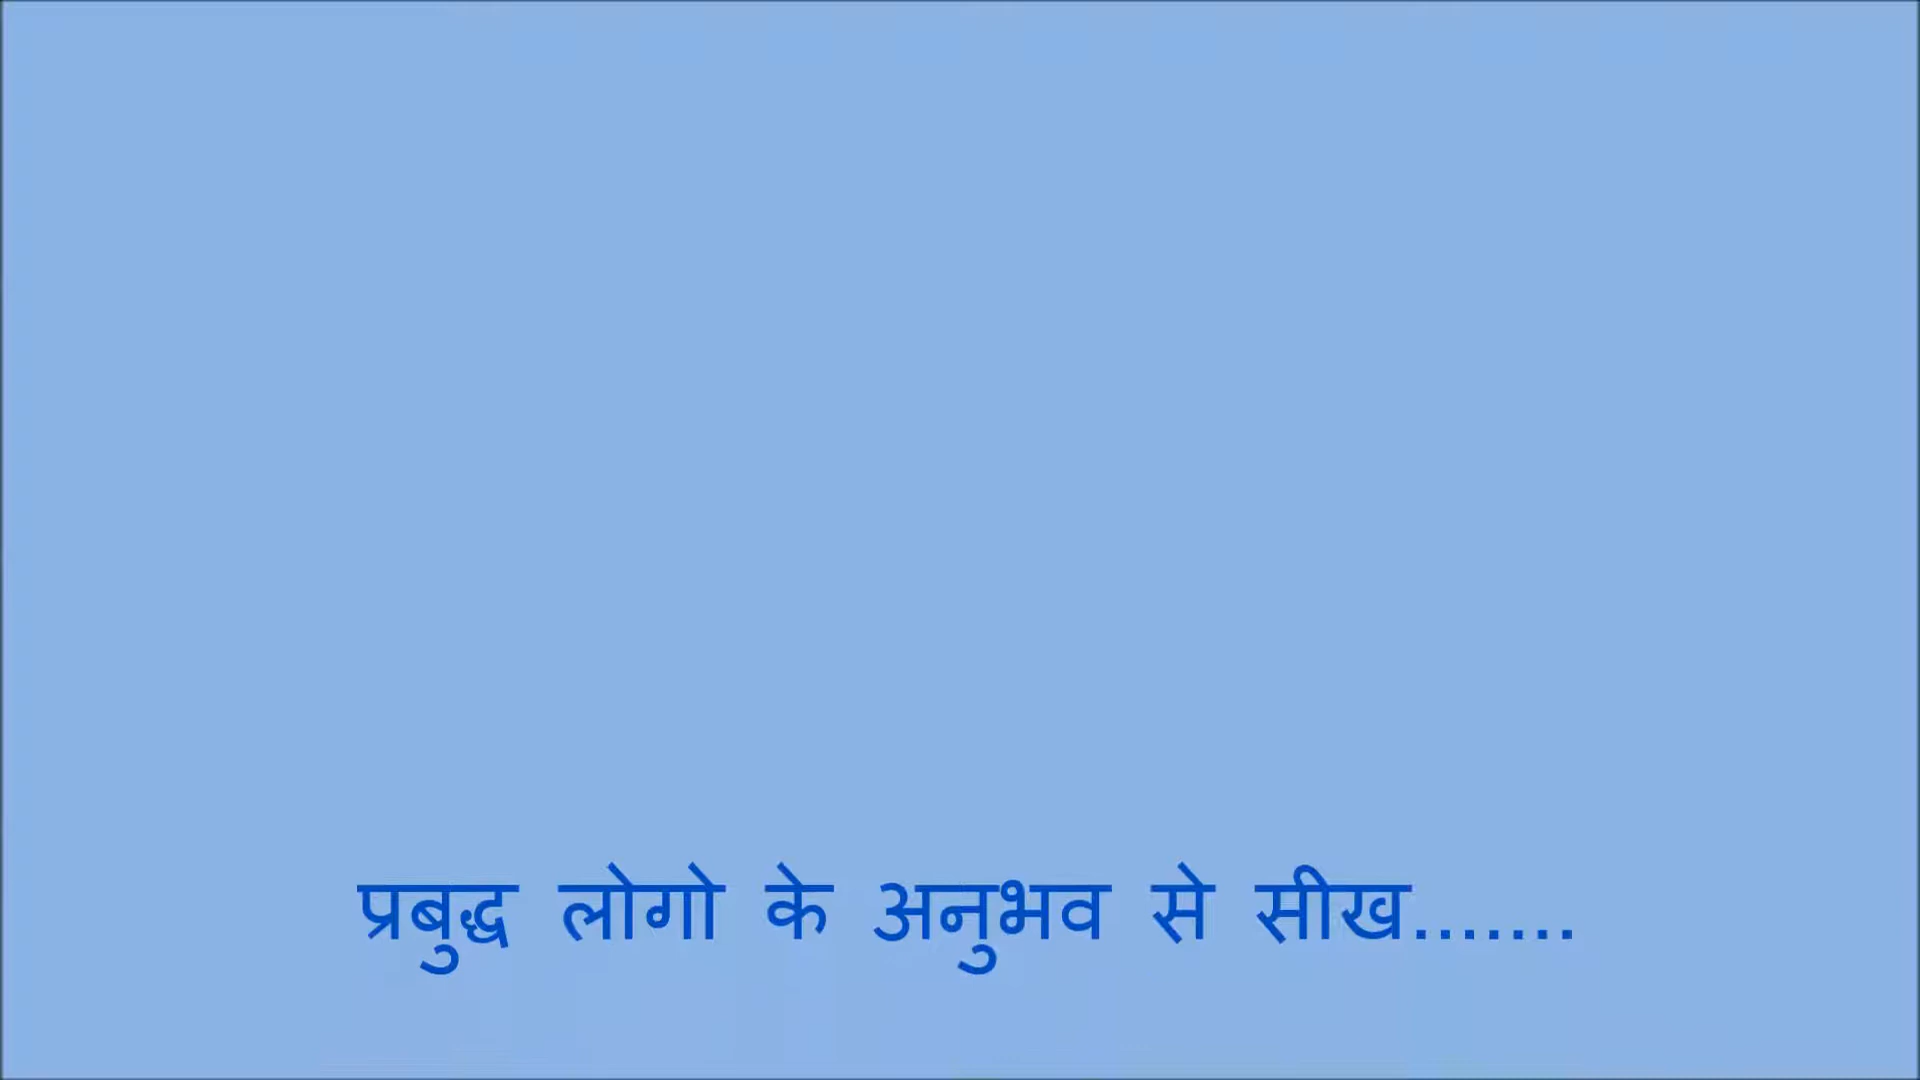 प्रबुद्ध लोगो के अनुभव से सीख.......